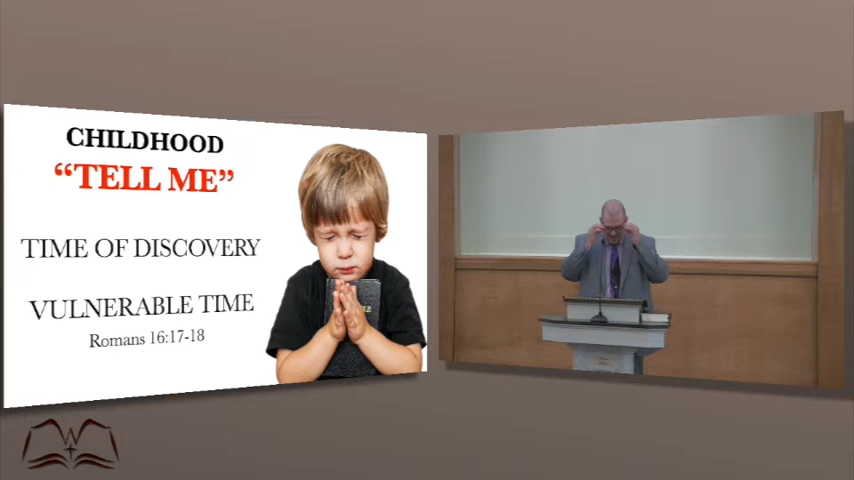 CHILDHOOD
“TELL ME”
TIME OF DISCOVERY
VULNERABLE TIME
Romans 16:17-18